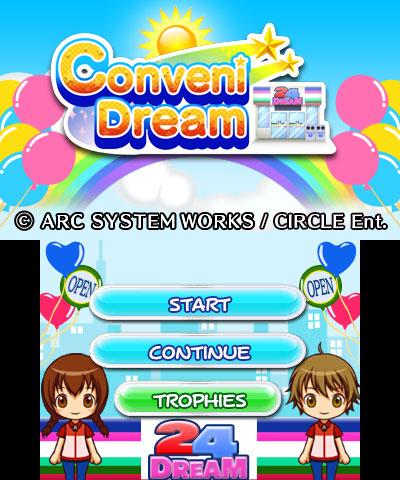 Conveni
Dream
24
DREAM
© ARC SYSTEM WORKS / CIRCLE Ent.
OPEN
OPEN
START
CONTINUE
TROPHIES
24
DREAM